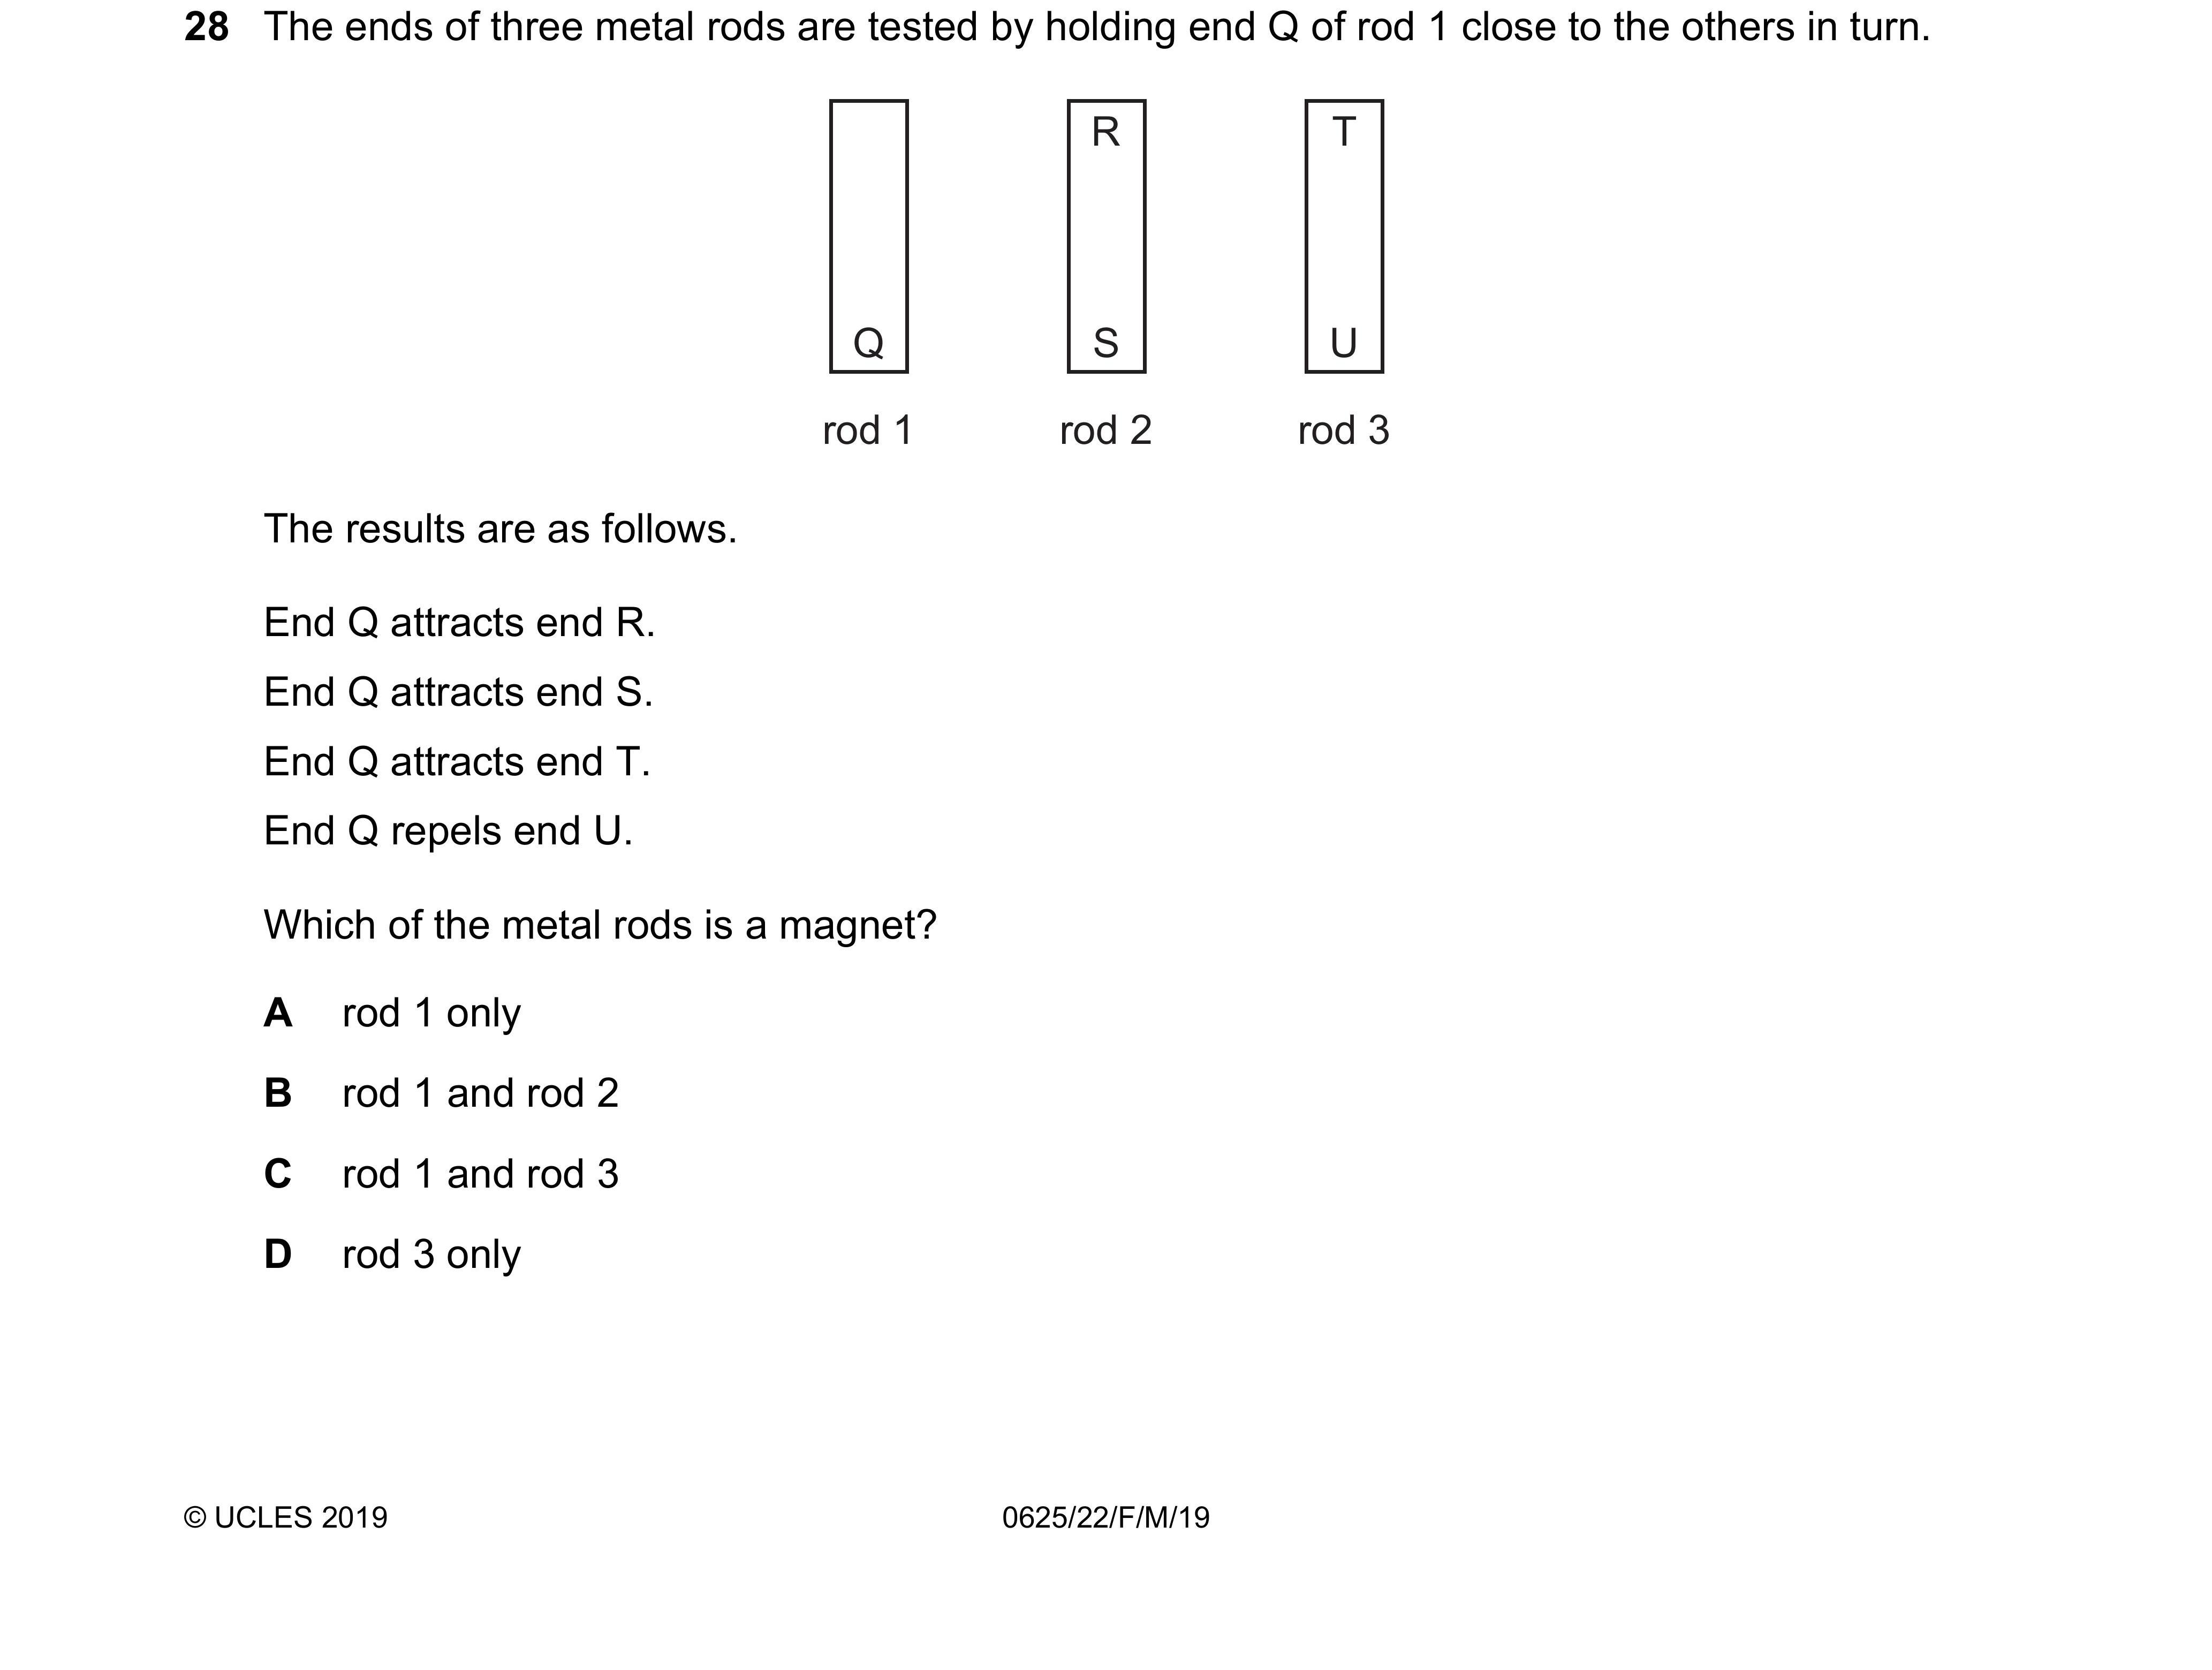 28 The ends of three metal rods are tested by holding end Q of rod 1 close to the others in turn.
R T
Q S U
rod 1 rod 2 rod 3
The results are as follows.
End Q attracts end R.
End Q attracts end S.
End Q attracts end T.
End Q repels end U.
Which of the metal rods is a magnet?
A rod 1 only
B rod 1 and rod 2
C rod 1 and rod 3
D rod 3 only
© UCLES 2019 0625/22/F/M/19